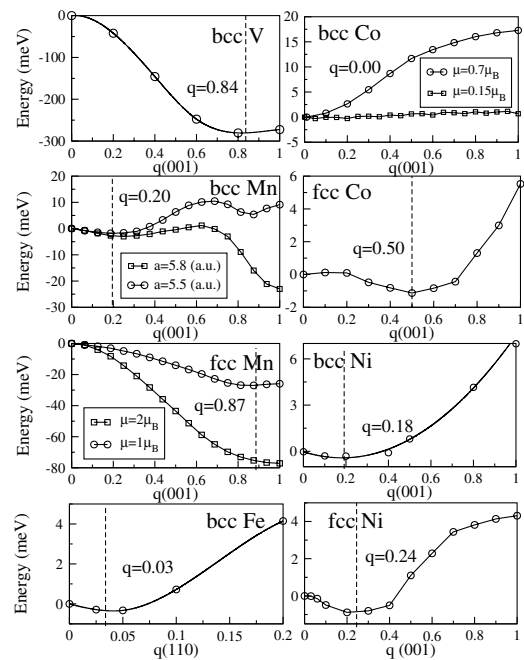 bcc V
q=0.84
Energy (meV)
0
-100
-200
-300
0 0.2 0.4 0.6 0.8 1
q(001)
bcc Co
q=0.00
μ=0.7μB
μ=0.15μB
Energy (meV)
15
10
5
0
-5
0 0.2 0.4 0.6 0.8 1
q(001)
bcc Mn
q=0.20
a=5.8 (a.u.)
a=5.5 (a.u.)
Energy (meV)
20
10
0
-10
-20
-30
0 0.2 0.4 0.6 0.8 1
q(001)
fcc Co
q=0.50
6
4
2
0
-2
0 0.2 0.4 0.6 0.8 1
q(001)
fcc Mn
q=0.87
μ=2μB
μ=1μB
Energy (meV)
0
-20
-40
-60
-80
0 0.2 0.4 0.6 0.8 1
q(001)
bcc Ni
q=0.18
6
3
0
0 0.2 0.4 0.6 0.8 1
q(001)
bcc Fe
q=0.03
Energy (meV)
4
2
0
-2
0 0.05 0.1 0.15 0.2
q(110)
fcc Ni
q=0.24
4
2
0
-2
0 0.2 0.4 0.6 0.8 1
q (001)